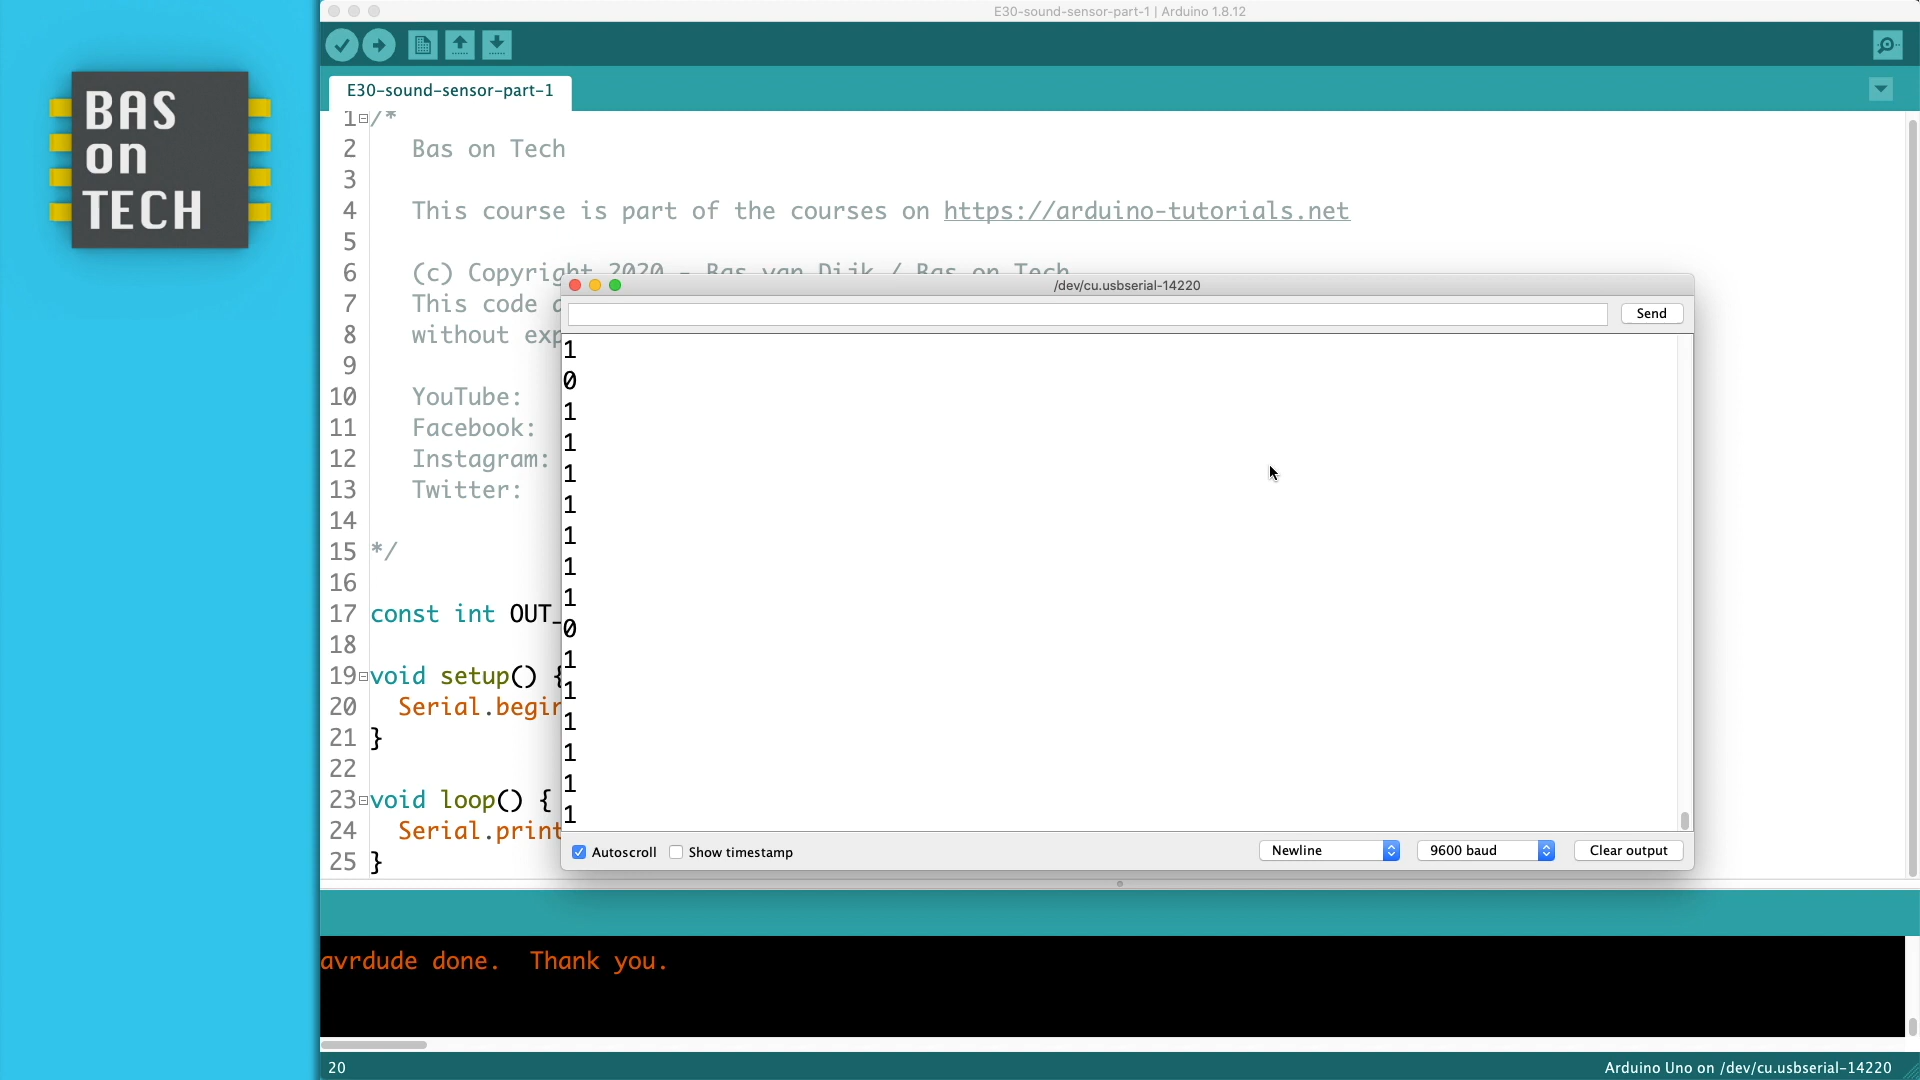 BAS
on
TECH
E30-sound-sensor-part-1 | Arduino 1.8.12
E30-sound-sensor-part-1
1 /*
2 Bas on Tech
3
4 This course is part of the courses on https://arduino-tutorials.net
5
6 (c) Copyright 2020 - Bas van Dijk / Bas on Tech
7 This code
8 without exp
9
10 YouTube:
11 Facebook:
12 Instagram:
13 Twitter:
14
15 */
16
17 const int OUT_
18
19 void setup() {
20 Serial.begin
21 }
22
23 void loop() {
24 Serial.print
25 }
/dev/cu.usbserial-14220
Send
1
0
1
1
1
1
1
1
1
0
1
1
1
1
1
1
Autoscroll Show timestamp Newline 9600 baud Clear output
avrdude done. Thank you.
20 Arduino Uno on /dev/cu.usbserial-14220